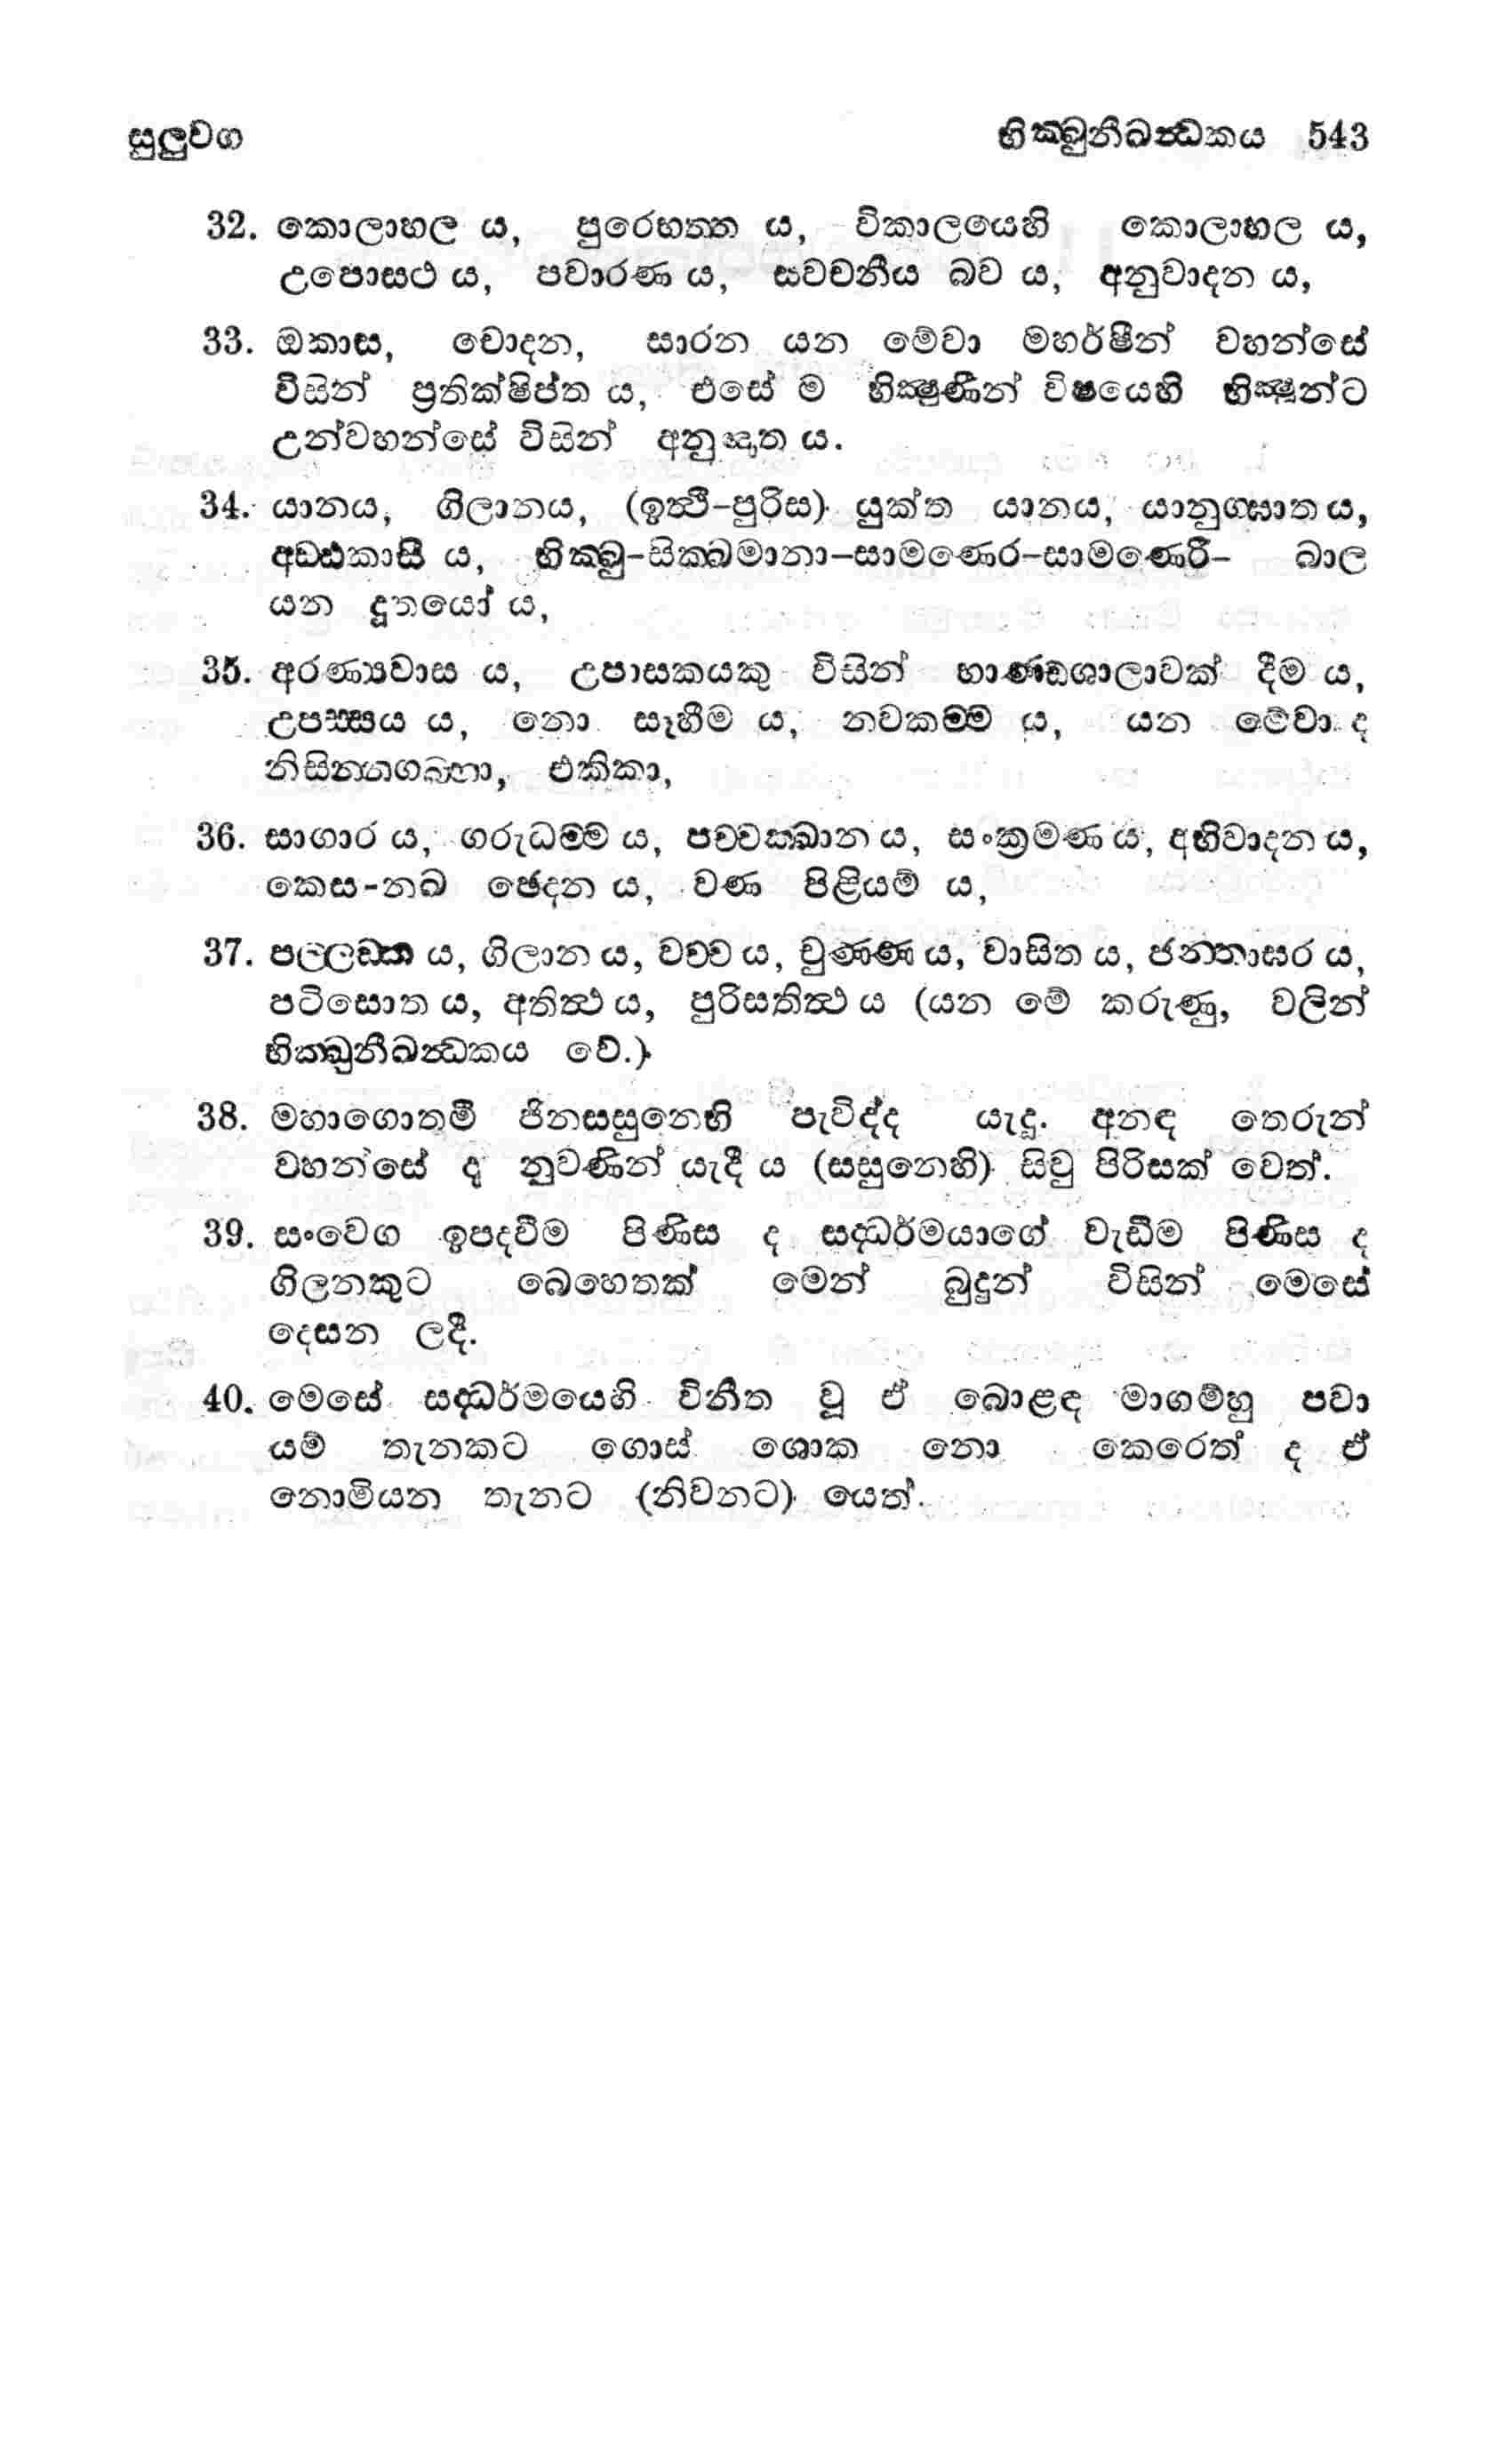 සුලුවග
භික්ඛුනීඛන්ධකය 543
32. කොලාහල ය, පුරෙභත්ත ය, විකාලයෙහි කොලාහල ය,
උපොසථ ය, පවාරණ ය, සවචනීය බව ය, අනුවාදන ය,
33. ඔකාස, චොදන, සාරන යන මේවා මහර්ෂීන් වහන්සේ
විසින් ප්‍රතික්ෂිප්ත ය, එසේ ම භික්‍ෂුණීන් විෂයෙහි භික්‍ෂූන්ට
උන්වහන්සේ විසින් අනුඥාත ය.
34. යානය, ගිලානය, (ඉත්ථි-පුරිස) යුක්ත යානය, යානුග්ඝාත ය,
අඩ්ඪකාසී ය, භික්ඛු-සික්ඛමානා-සාමණෙර-සාමණෙරී- බාල
යන දූතයෝ ය,
35. අරණ්‍යවාස ය, උපාසකයකු විසින් භාණ්ඩශාලාවක් දීම ය,
උපස්සය ය, නො සෑහීම ය, නවකම්ම ය, යන මේවා ද
නිසින්නගබ්භා, එකිකා,
36. සාගාර ය, ගරුධම්ම ය, පච්චක්ඛාන ය, සංක්‍රමණ ය, අභිවාදන ය,
කෙස-නඛ ඡෙදන ය, වණ පිළියම් ය,
37. පල්ලඞ්ක ය, ගිලාන ය, වච්ච ය, චුණ්ණ ය, වාසිත ය, ජන්තාඝර ය,
පටිසොත ය, අතිත්ථ ය, පුරිසතිත්ථ ය (යන මේ කරුණු, වලින්
භික්ඛුනීඛන්ධකය වේ.)
38. මහාගොතමී ජිනසසුනෙහි පැවිද්ද යැදූ. අනඳ තෙරුන්
වහන්සේ ද නුවණින් යැදී ය (සසුනෙහි) සිවු පිරිසක් වෙත්.
39. සංවෙග ඉපදවීම පිණිස ද සද්ධර්මයාගේ වැඩීම පිණිස ද
ගිලනකුට බෙහෙතක් මෙන් බුදුන් විසින් මෙසේ
දෙසන ලදී.
40. මෙසේ සද්ධර්මයෙහි විනීත වූ ඒ බොළඳ මාගම්හු පවා
යම් තැනකට ගොස් ශොක නො කෙරෙත් ද ඒ
නොමියන තැනට (නිවනට) යෙත්.